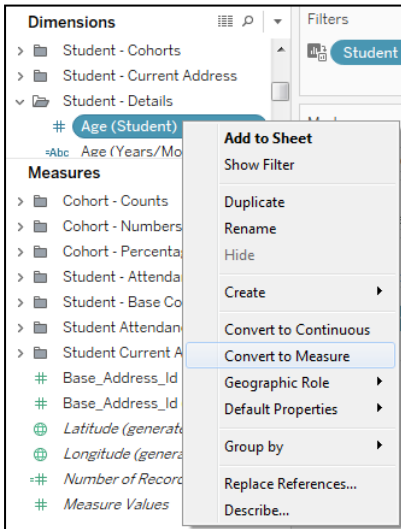 Dimensions
Filters
Student - Cohorts
Student
Student - Current Address
Student - Details
# Age (Student)
=Abc Age (Years/Mo
Add to Sheet
Show Filter
Duplicate
Rename
Hide
Create
Convert to Continuous
Convert to Measure
Geographic Role
Default Properties
Group by
Replace References...
Describe...
Measures
Cohort - Counts
Cohort - Numbers
Cohort - Percenta
Student - Attenda
Student - Base Co
Student Attendan
Student Current A
# Base_Address_Id
# Base_Address_Id
Latitude (generat
Longitude (genera
=# Number of Record
# Measure Values